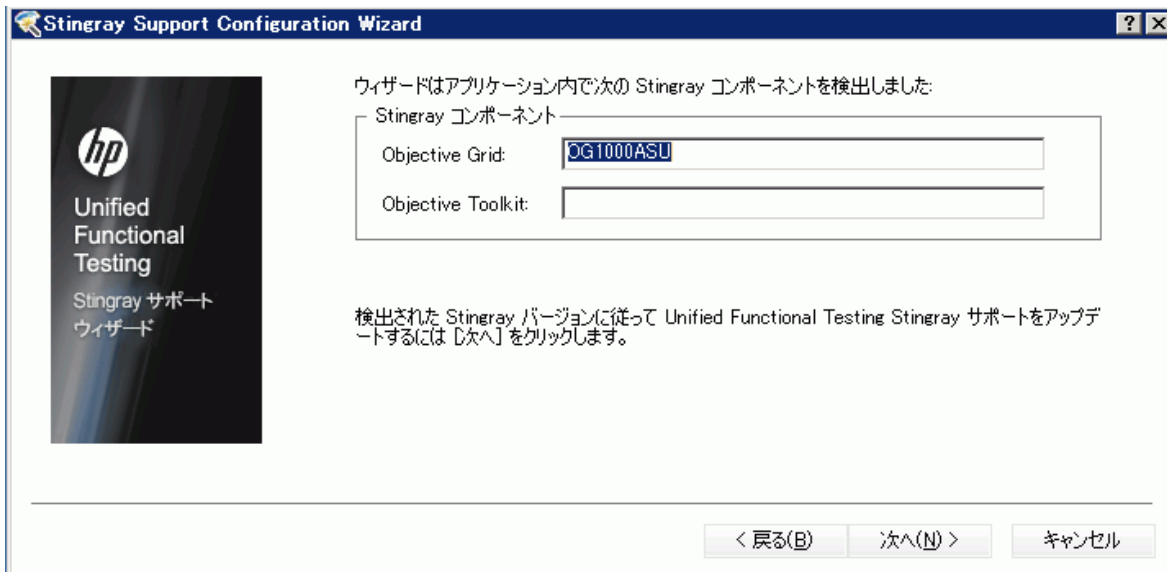 Stingray Support Configuration Wizard
ウィザードはアプリケーション内で次の Stingray コンポーネントを検出しました:
Stingray コンポーネント
Objective Grid:
OG1000ASU
Objective Toolkit:
hp
Unified
Functional
Testing
Stingray サポート
ウィザード
検出された Stingray バージョンに従って Unified Functional Testing Stingray サポートをアップデ
ートするには [次へ] をクリックします。
< 戻る(B)
次へ(N) >
キャンセル